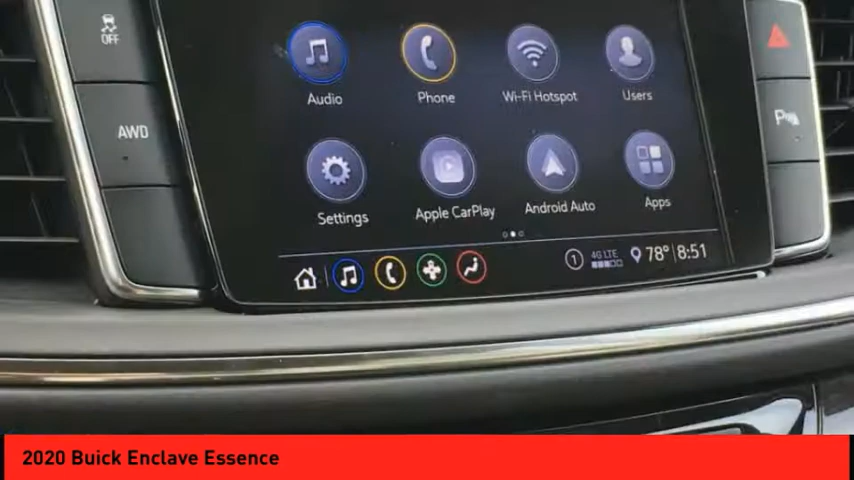 OFF
AWD
Audio
Phone
Wi-Fi Hotspot
Users
Settings
Apple CarPlay
Android Auto
Apps
1 4G LTE 78° 8:51
P
2020 Buick Enclave Essence